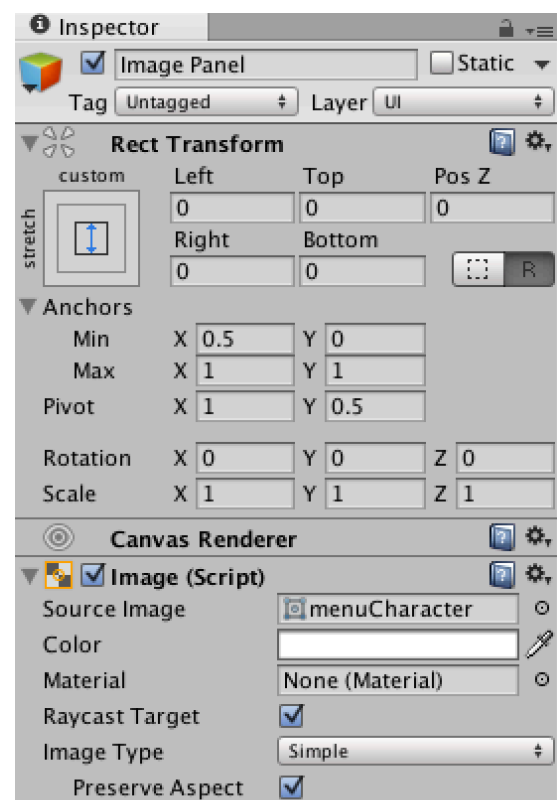 Inspector
Image Panel Static
Tag Untagged Layer UI
Rect Transform
custom Left Top Pos Z
stretch 0 0 0
Right Bottom
0 0 R
Anchors
Min X 0.5 Y 0
Max X 1 Y 1
Pivot X 1 Y 0.5
Rotation X 0 Y 0 Z 0
Scale X 1 Y 1 Z 1
Canvas Renderer
Image (Script)
Source Image menuCharacter
Color
Material None (Material)
Raycast Target
Image Type Simple
Preserve Aspect